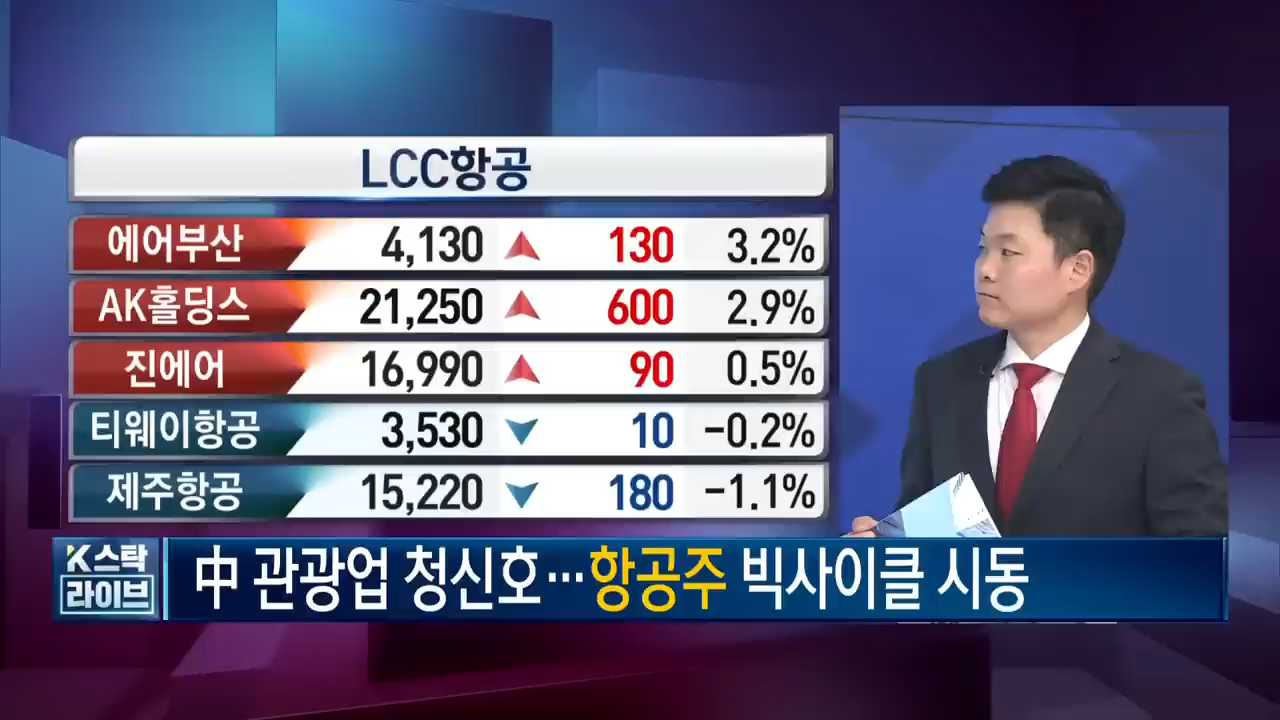 LCC항공
에어부산 4,130 ▲ 130 3.2%
AK홀딩스 21,250 ▲ 600 2.9%
진에어 16,990 ▲ 90 0.5%
티웨이항공 3,530 ▼ 10 -0.2%
제주항공 15,220 ▼ 180 -1.1%
K스탁
라이브
中 관광업 청신호…항공주 빅사이클 시동